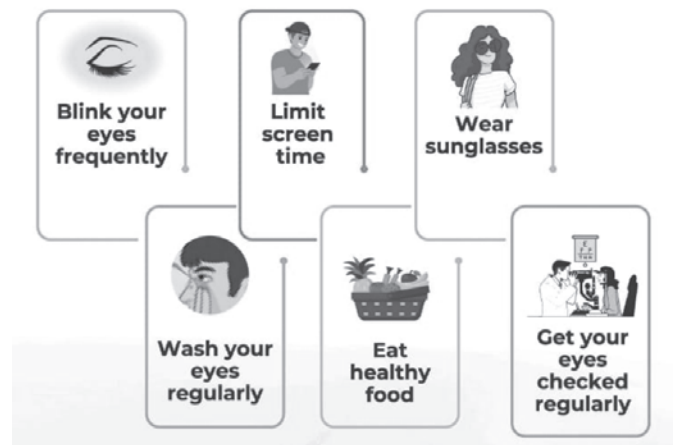 Blink your
eyes
frequently
Limit
screen
time
Wear
sunglasses
Wash your
eyes
regularly
Eat
healthy
food
Get your
eyes
checked
regularly